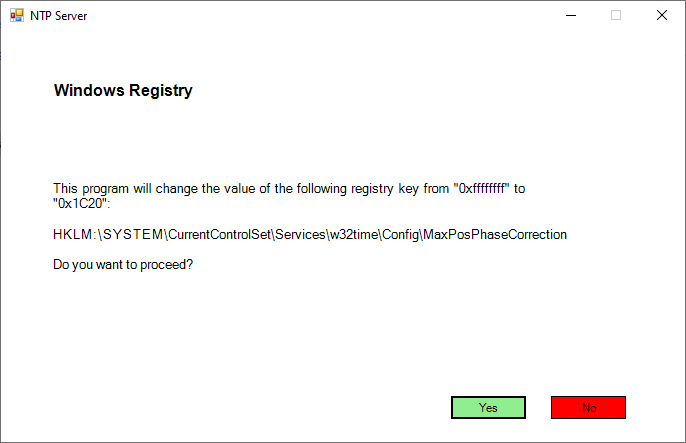 NTP Server
Windows Registry
This program will change the value of the following registry key from "0xffffffff" to
"0x1C20":
HKLM:\SYSTEM\CurrentControlSet\Services\w32time\Config\MaxPosPhaseCorrection
Do you want to proceed?
Yes No